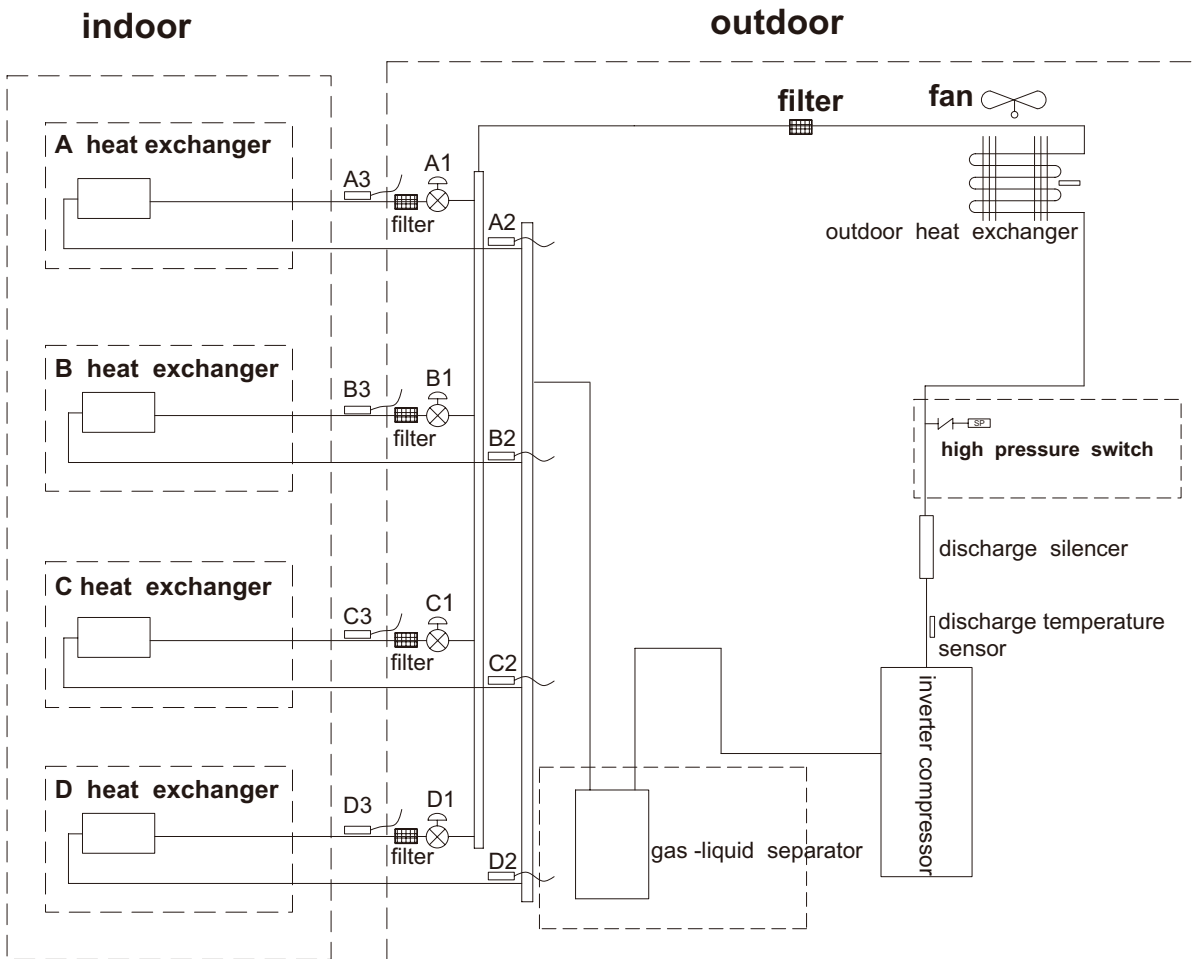 indoor
outdoor
filter
fan
A heat exchanger
A3
A1
filter
A2
outdoor heat exchanger
B heat exchanger
B3
B1
filter
B2
SP
high pressure switch
discharge silencer
C heat exchanger
C3
C1
filter
C2
discharge temperature
sensor
inverter compressor
D heat exchanger
D3
D1
filter
D2
gas -liquid separator